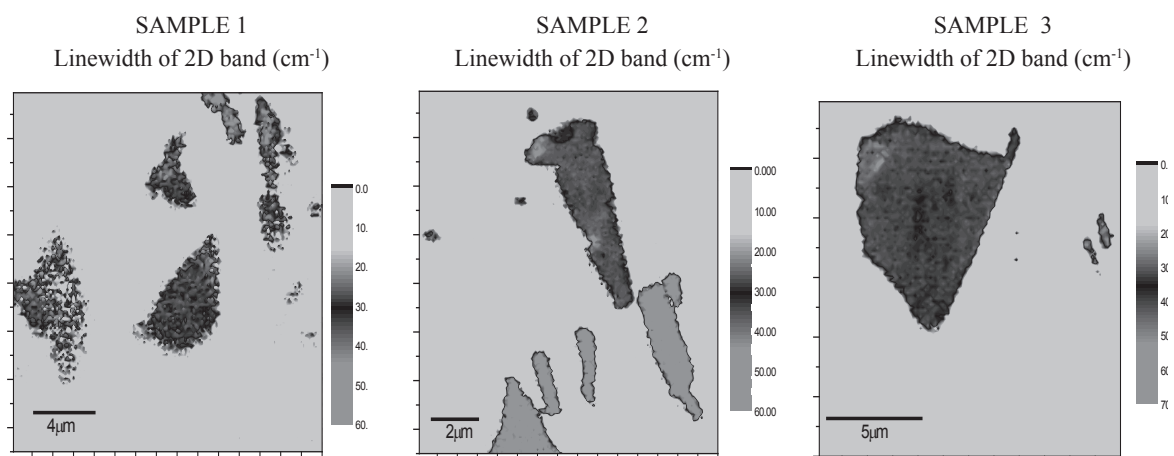 SAMPLE 1
Linewidth of 2D band (cm⁻¹)
0.0
10.
20.
30.
40.
50.
60.
4μm
SAMPLE 2
Linewidth of 2D band (cm⁻¹)
0.000
10.00
20.00
30.00
40.00
50.00
60.00
2μm
SAMPLE 3
Linewidth of 2D band (cm⁻¹)
0.
10
20
30
40
50
60
70
5μm